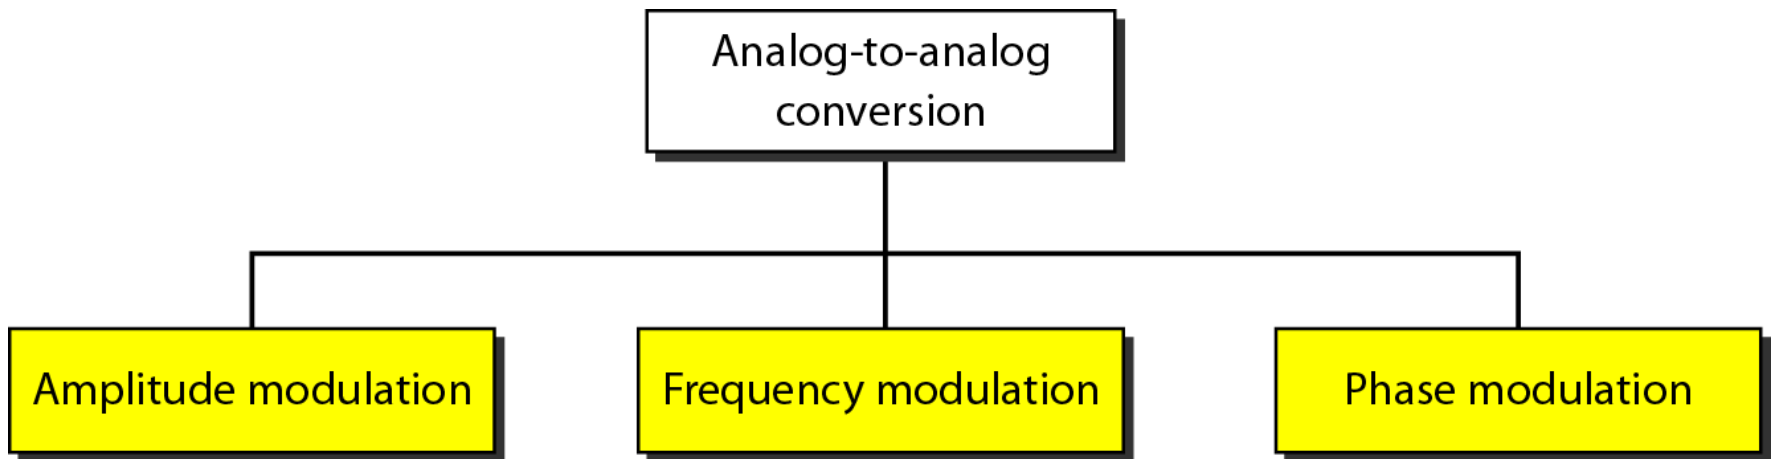 Analog-to-analog
conversion
Amplitude modulation
Frequency modulation
Phase modulation